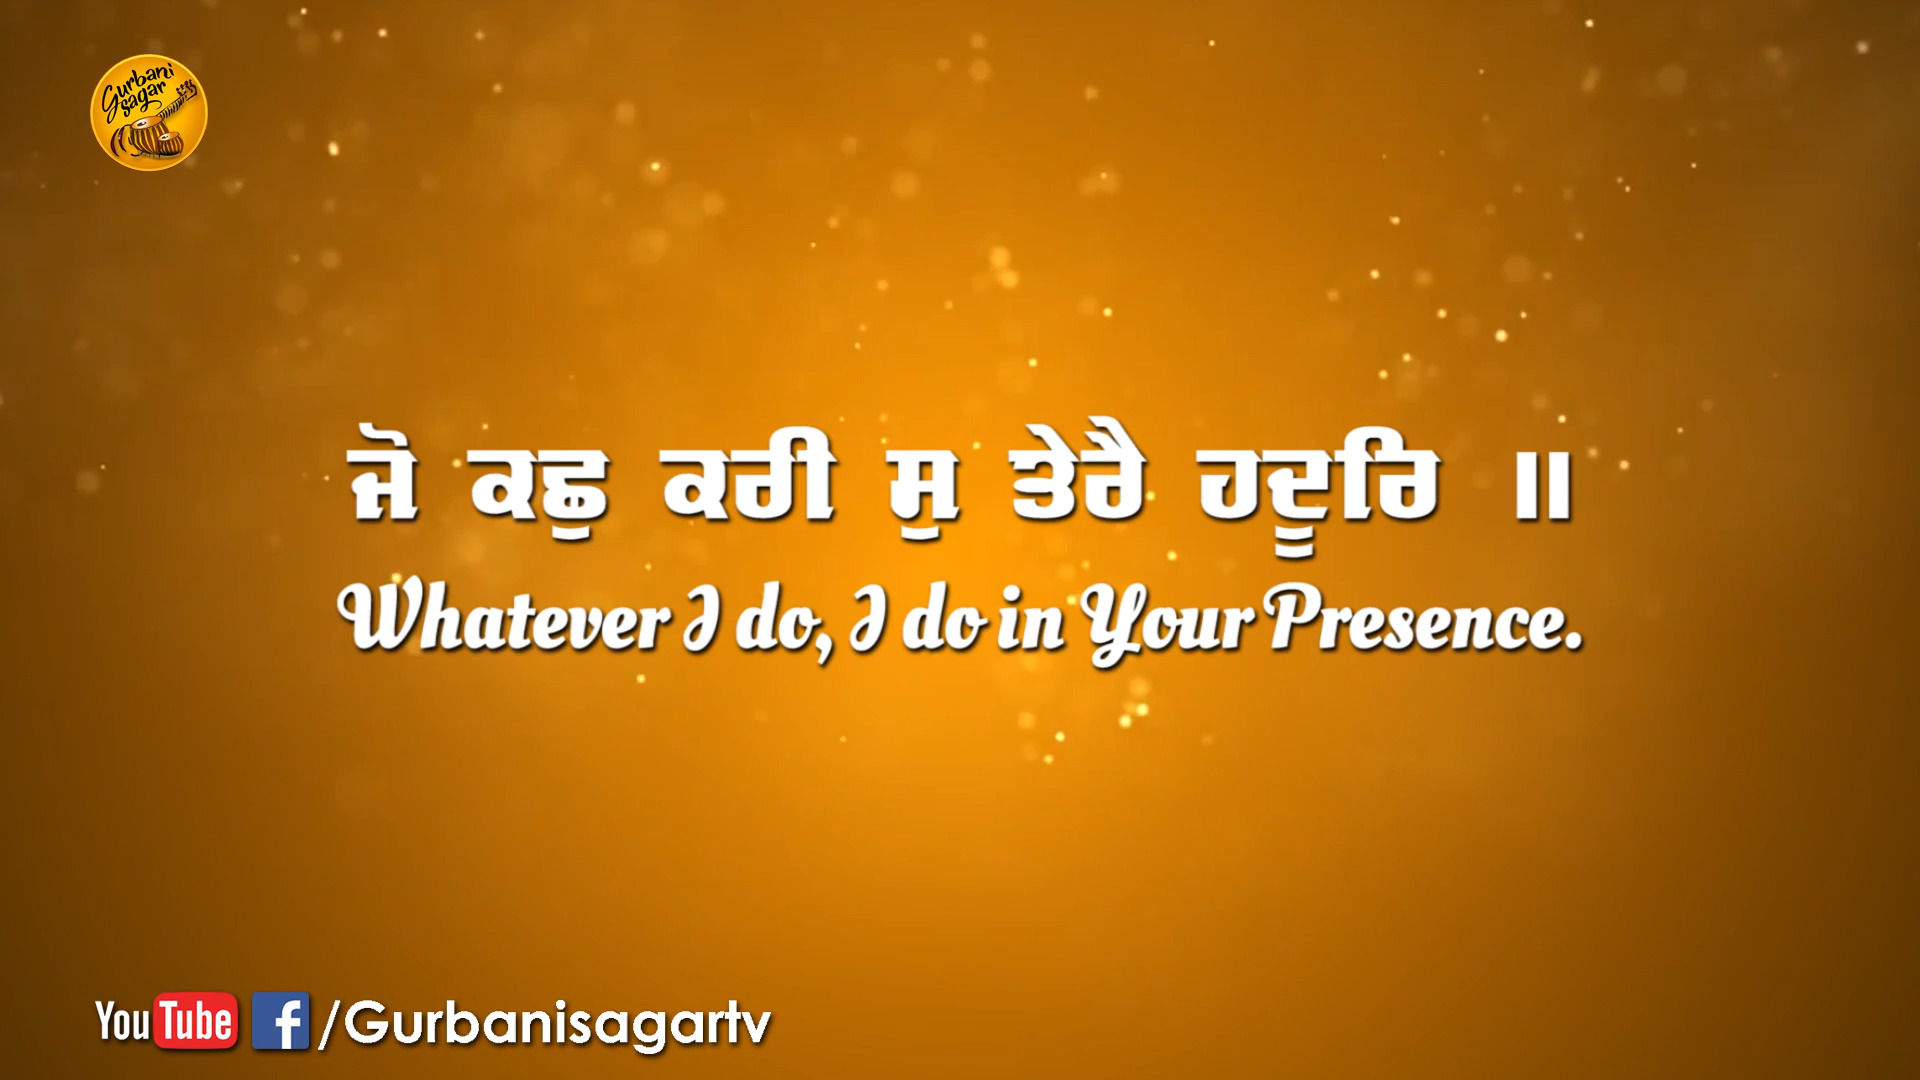 Gurbani
Sagar
ਜੋ ਕਛੁ ਕਰੀ ਸੁ ਤੇਰੈ ਹਦੂਰਿ ॥
Whatever I do, I do in Your Presence.
YouTube f /Gurbanisagartv